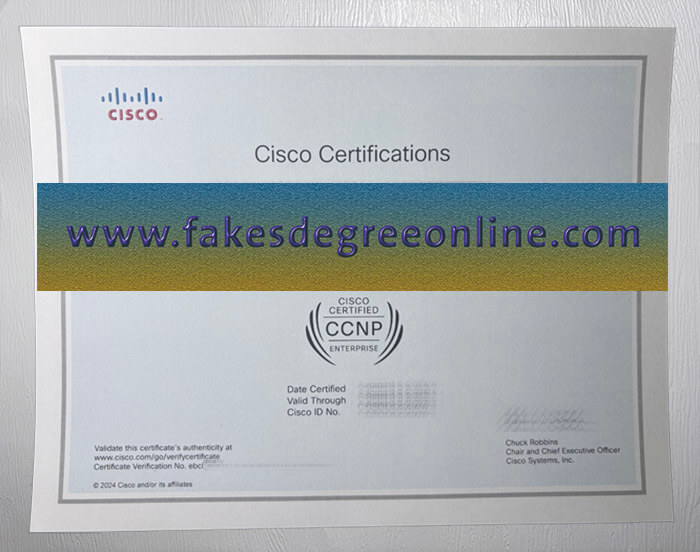 CISCO
Cisco Certifications
www.fakesdegreeonline.com
CISCO
CERTIFIED
CCNP
ENTERPRISE
Date Certified
Valid Through
Cisco ID No.
Chuck Robbins
Chair and Chief Executive Officer
Cisco Systems, Inc.
Validate this certificate's authenticity at
www.cisco.com/go/verifycertificate
Certificate Verification No.
© 2024 Cisco and/or its affiliates